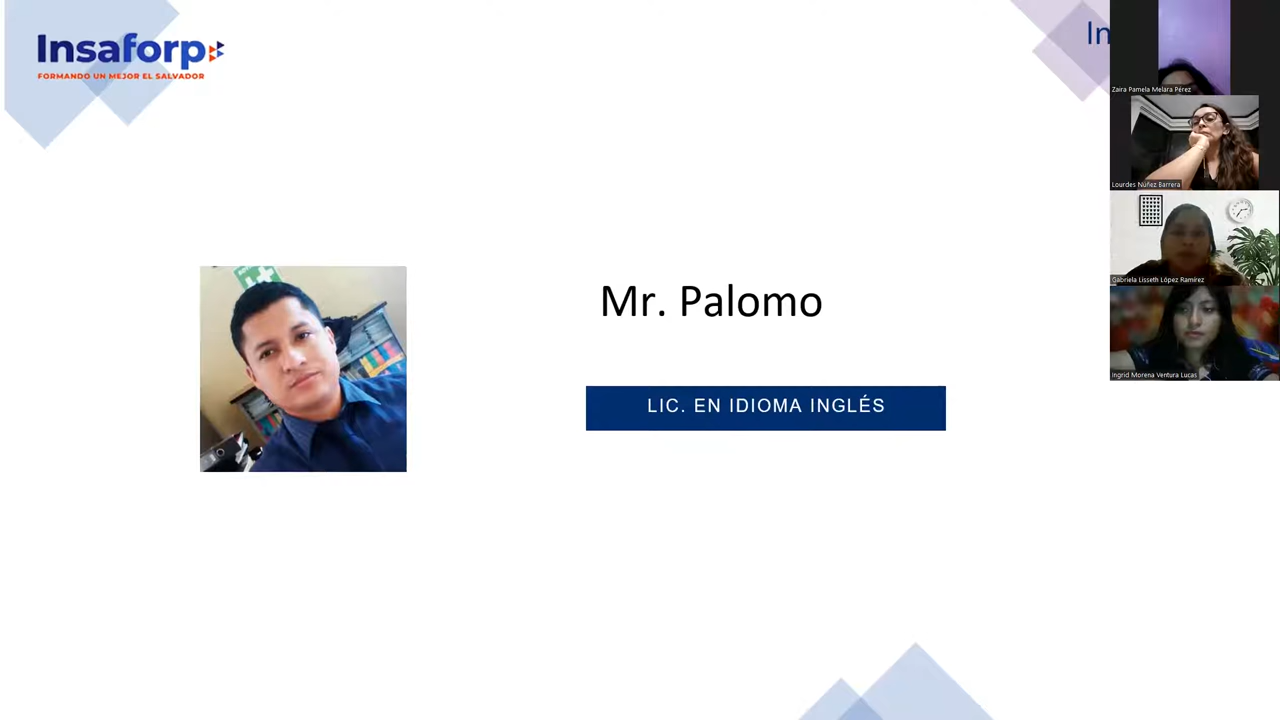 Insaforp
FORMANDO UN MEJOR EL SALVADOR
In
Zaira Pamela Melara Pérez
Lourdes Núñez Barrera
Gabriela Lisseth López Ramírez
Ingrid Morena Ventura Lucas
Mr. Palomo
LIC. EN IDIOMA INGLÉS